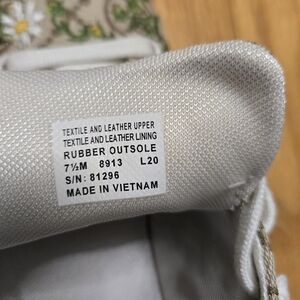 TEXTILE AND LEATHER UPPER
TEXTILE AND LEATHER LINING
RUBBER OUTSOLE
7½M 8913 L20
S/N: 81296
MADE IN VIETNAM